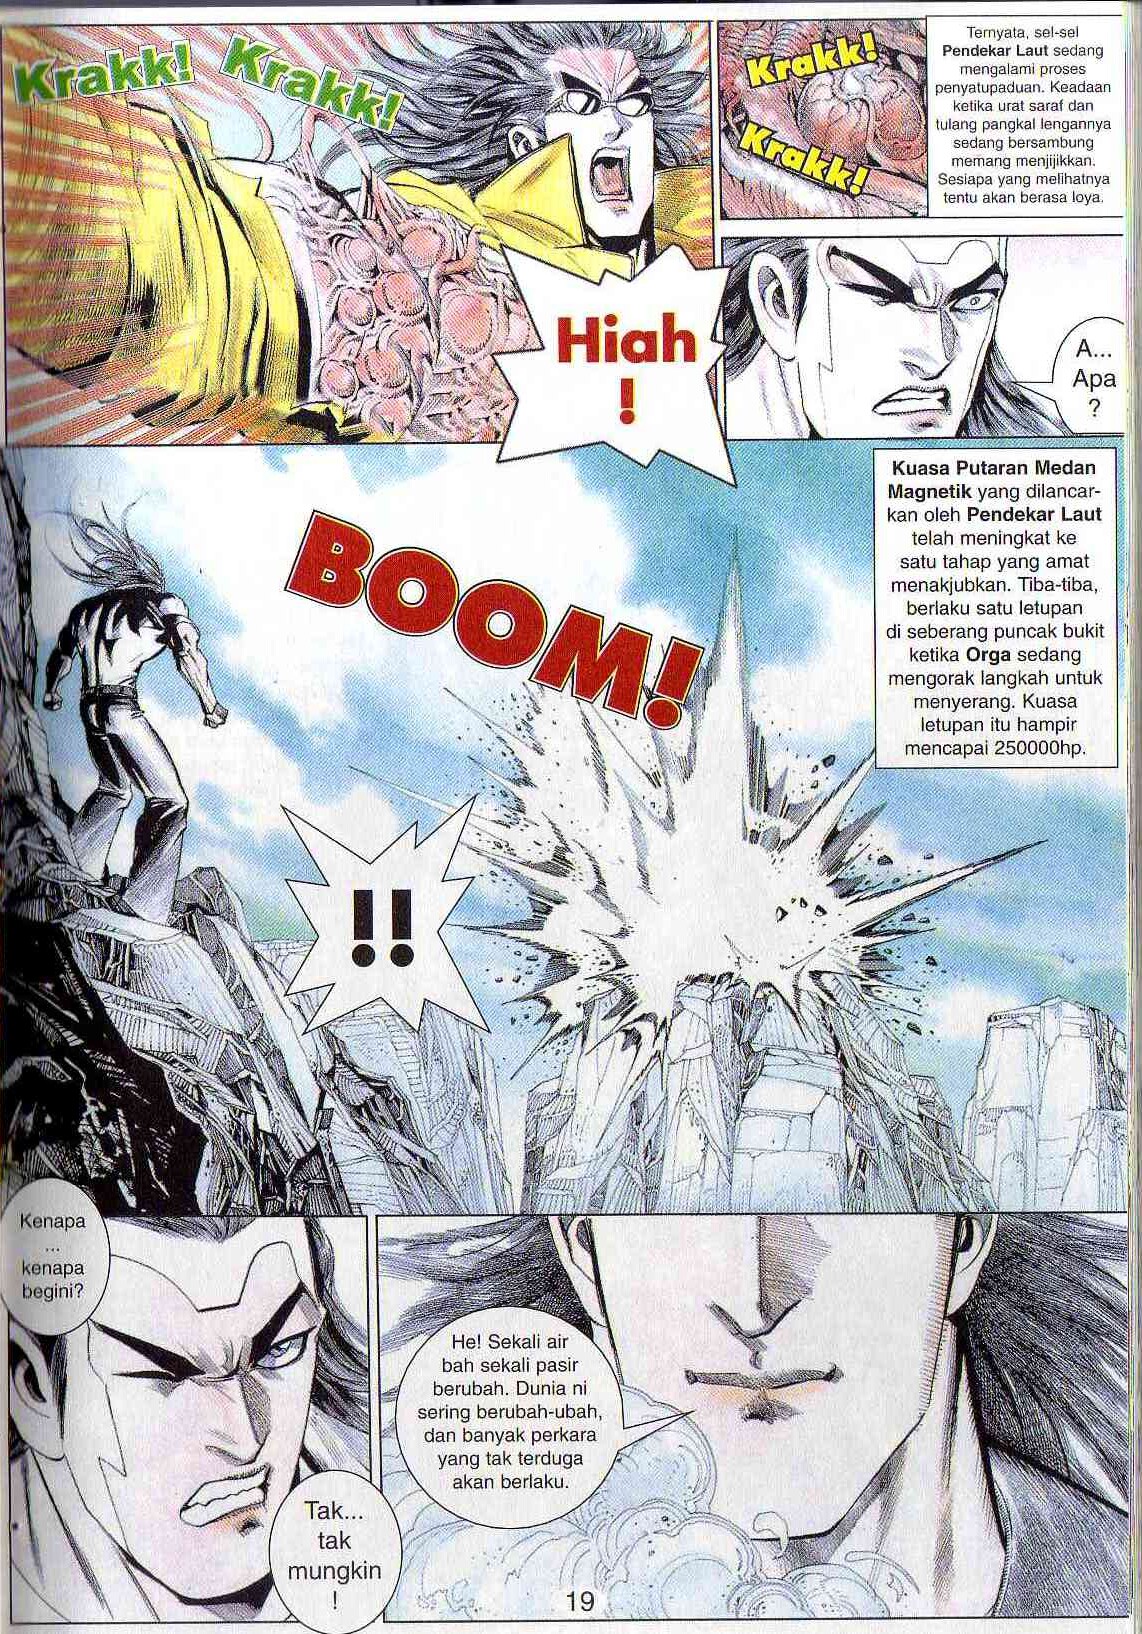 Krakk!
Krakk!
Krakk!
Krakk!
Ternyata, sel-sel
Pendekar Laut sedang
mengalami proses
penyatupaduan. Keadaan
ketika urat saraf dan
tulang pangkal lengannya
sedang bersambung
memang menjijikkan.
Sesiapa yang melihatnya
tentu akan berasa loya.
Hiah
!
A...
Apa
?
Kuasa Putaran Medan
Magnetik yang dilancar-
kan oleh Pendekar Laut
telah meningkat ke
satu tahap yang amat
menakjubkan. Tiba-tiba,
berlaku satu letupan
di seberang puncak bukit
ketika Orga sedang
mengorak langkah untuk
menyerang. Kuasa
letupan itu hampir
mencapai 250000hp.
BOOM!
!!
Kenapa
...
kenapa
begini?
Tak...
tak
mungkin
!
He! Sekali air
bah sekali pasir
berubah. Dunia ni
sering berubah-ubah,
dan banyak perkara
yang tak terduga
akan berlaku.
19